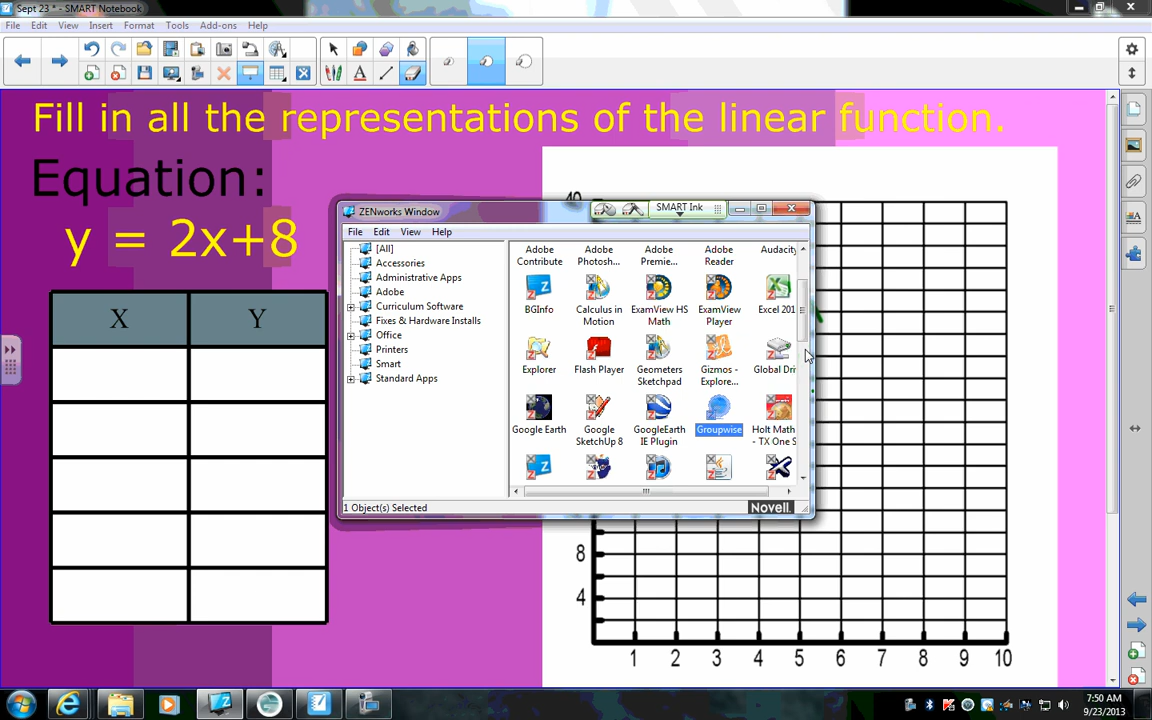 Sept 23 * - SMART Notebook
File Edit View Insert Format Tools Add-ons Help
Fill in all the representations of the linear function.
Equation:
y = 2x+8
X Y
40
8
4
1 2 3 4 5 6 7 8 9 10
ZENworks Window
SMART Ink
File Edit View Help
[All]
Accessories
Administrative Apps
Adobe
Curriculum Software
Fixes & Hardware Installs
Office
Printers
Smart
Standard Apps
Adobe Contribute
Adobe Photosh...
Adobe Premie...
Adobe Reader
Audacity
BGInfo
Calculus in Motion
ExamView HS Math
ExamView Player
Excel 201
Explorer
Flash Player
Geometers Sketchpad
Gizmos - Explore...
Global Dri
Google Earth
Google SketchUp 8
GoogleEarth IE Plugin
Groupwise
Holt Math - TX One S
1 Object(s) Selected
Novell.
7:50 AM
9/23/2013